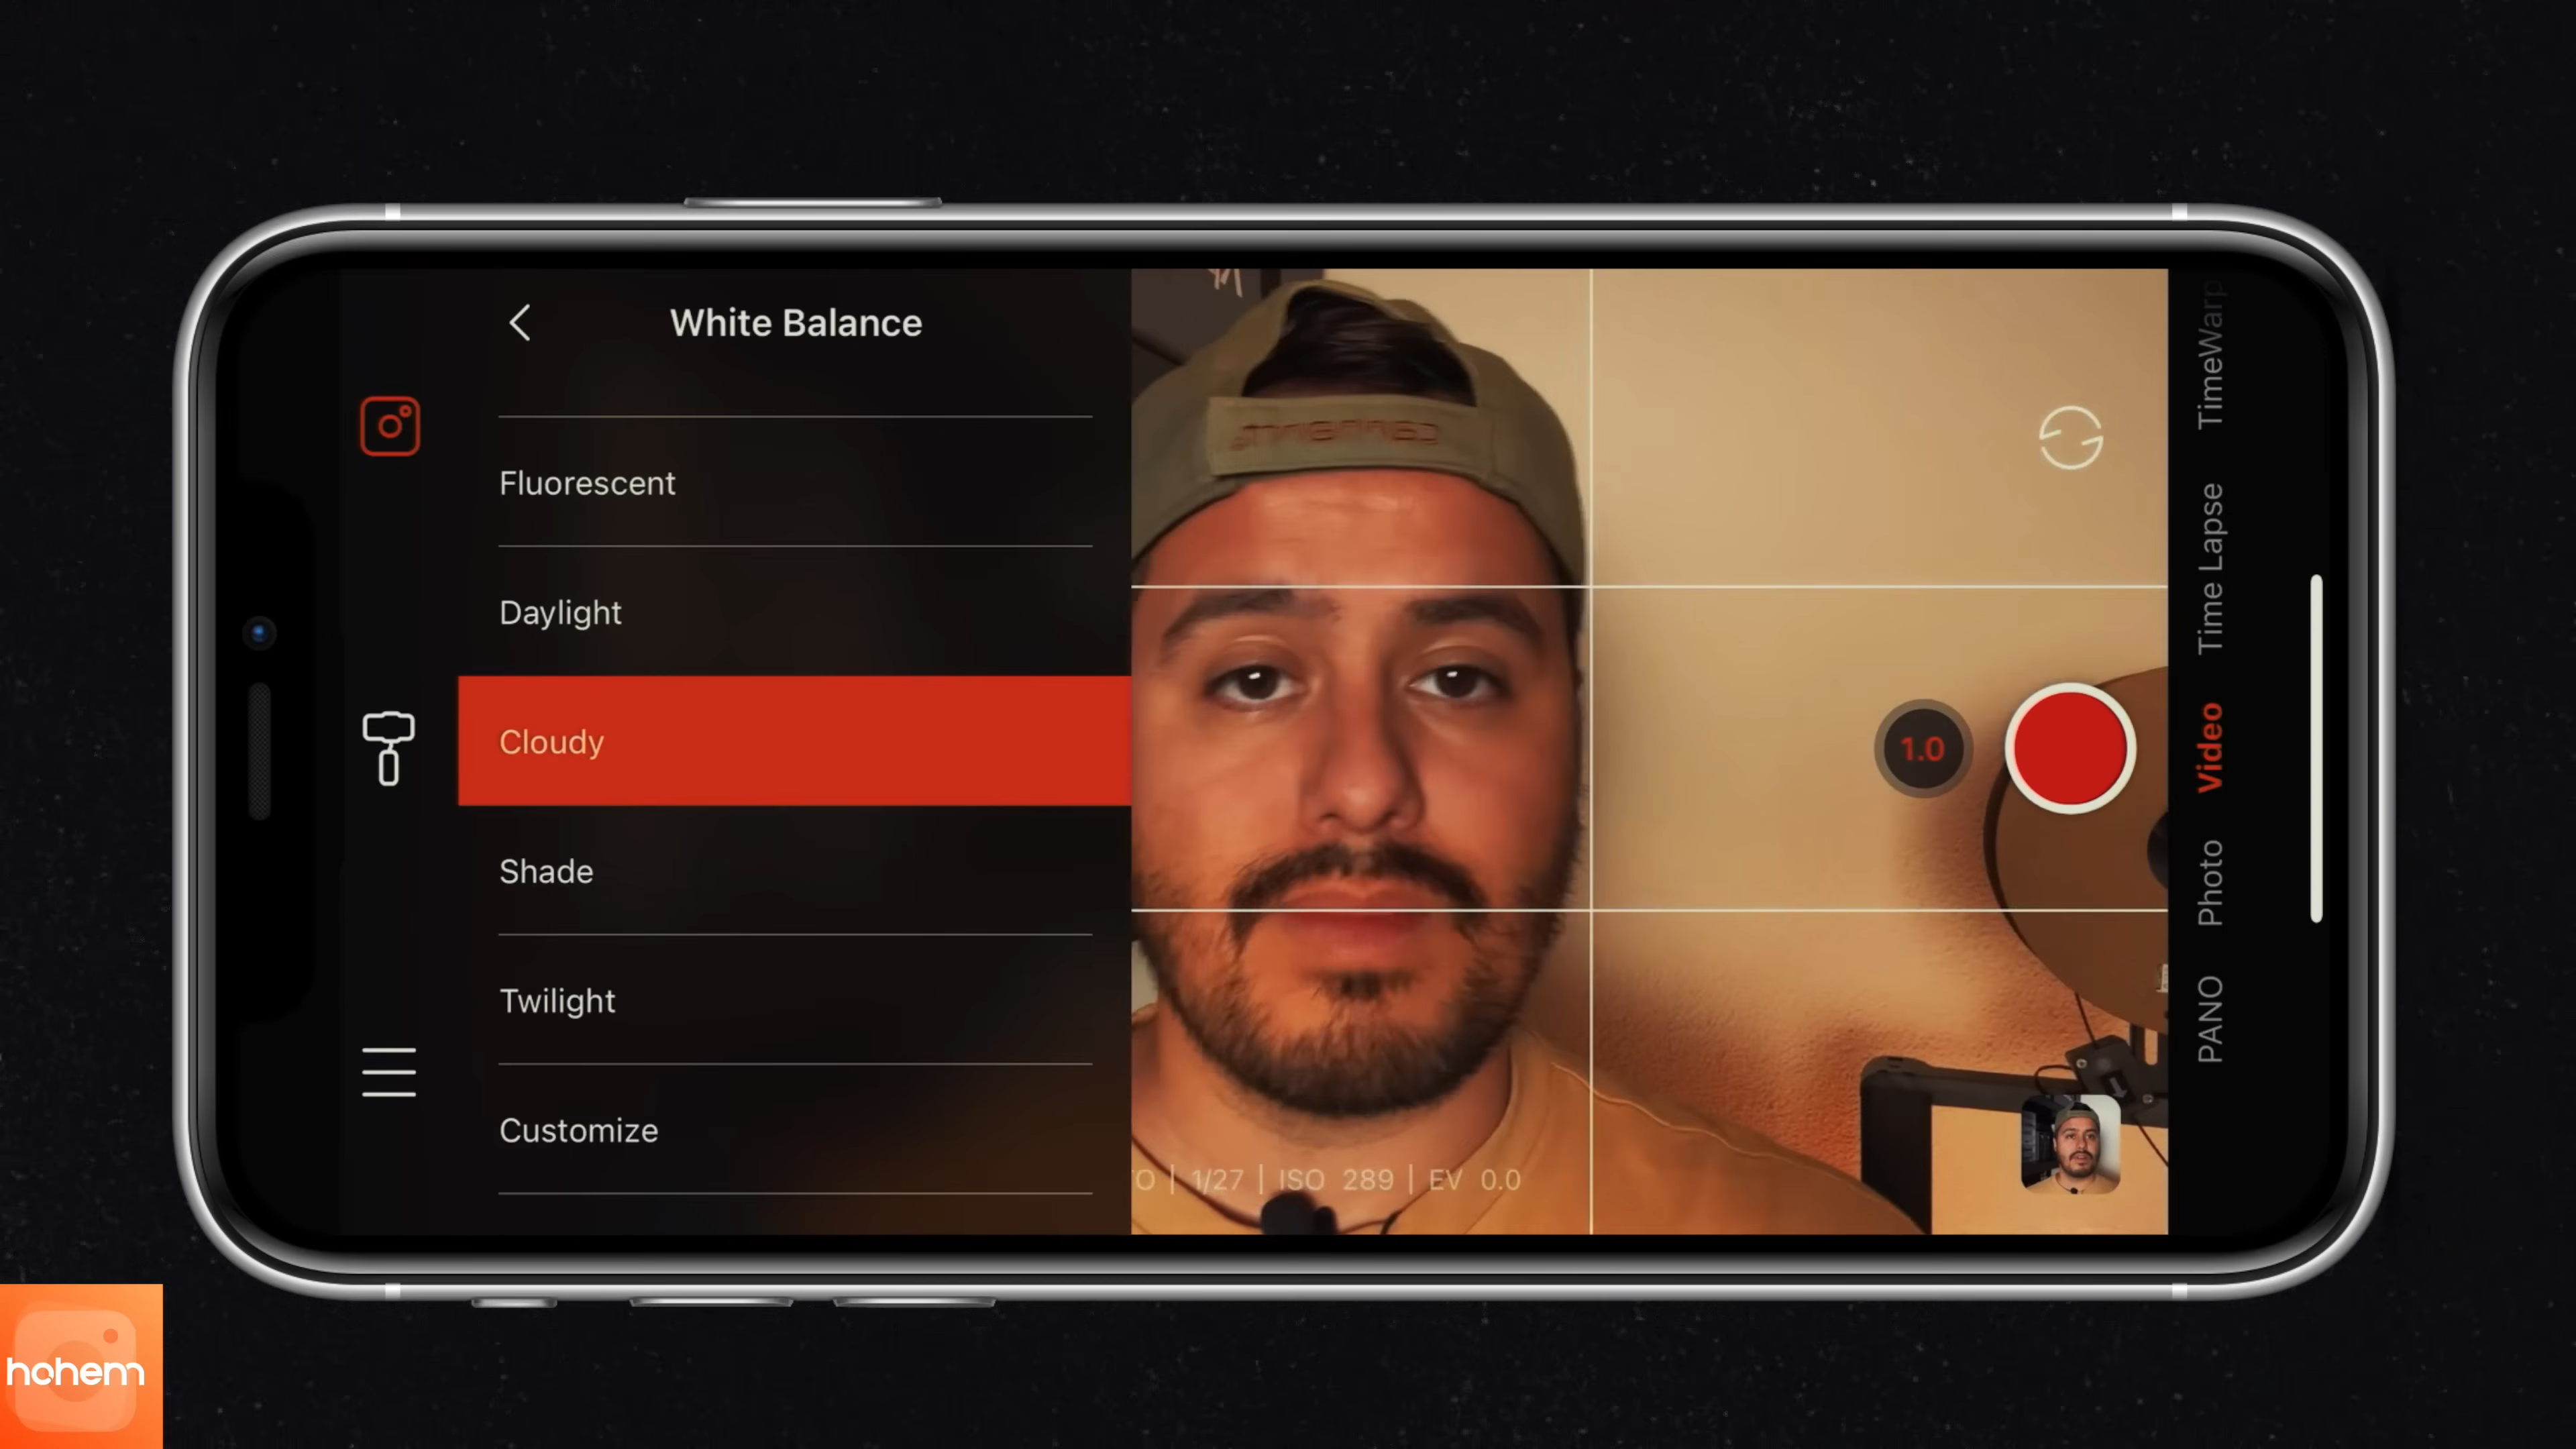 White Balance
Fluorescent
Daylight
Cloudy
Shade
Twilight
Customize
O | 1/27 | ISO 289 | EV 0.0
1.0
TimeWarp
Time Lapse
Video
Photo
PANO
hohem